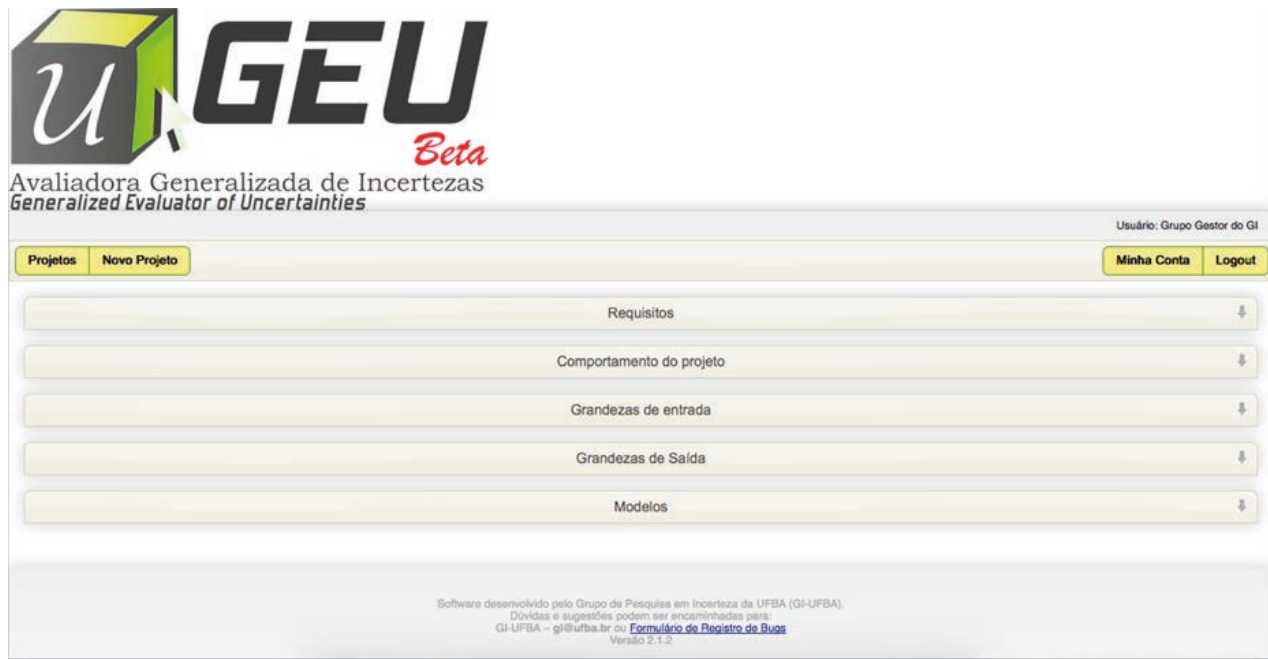 U GEU
Beta
Avaliadora Generalizada de Incertezas
Generalized Evaluator of Uncertainties
Usuário: Grupo Gestor do GI
Projetos Novo Projeto Minha Conta Logout
Requisitos
Comportamento do projeto
Grandezas de entrada
Grandezas de Saída
Modelos
Software desenvolvido pelo Grupo de Pesquisa em Incerteza da UFBA (GI-UFBA).
Dúvidas e sugestões podem ser encaminhadas para:
GI-UFBA – gi@ufba.br ou Formulário de Registro de Bugs
Versão 2.1.2